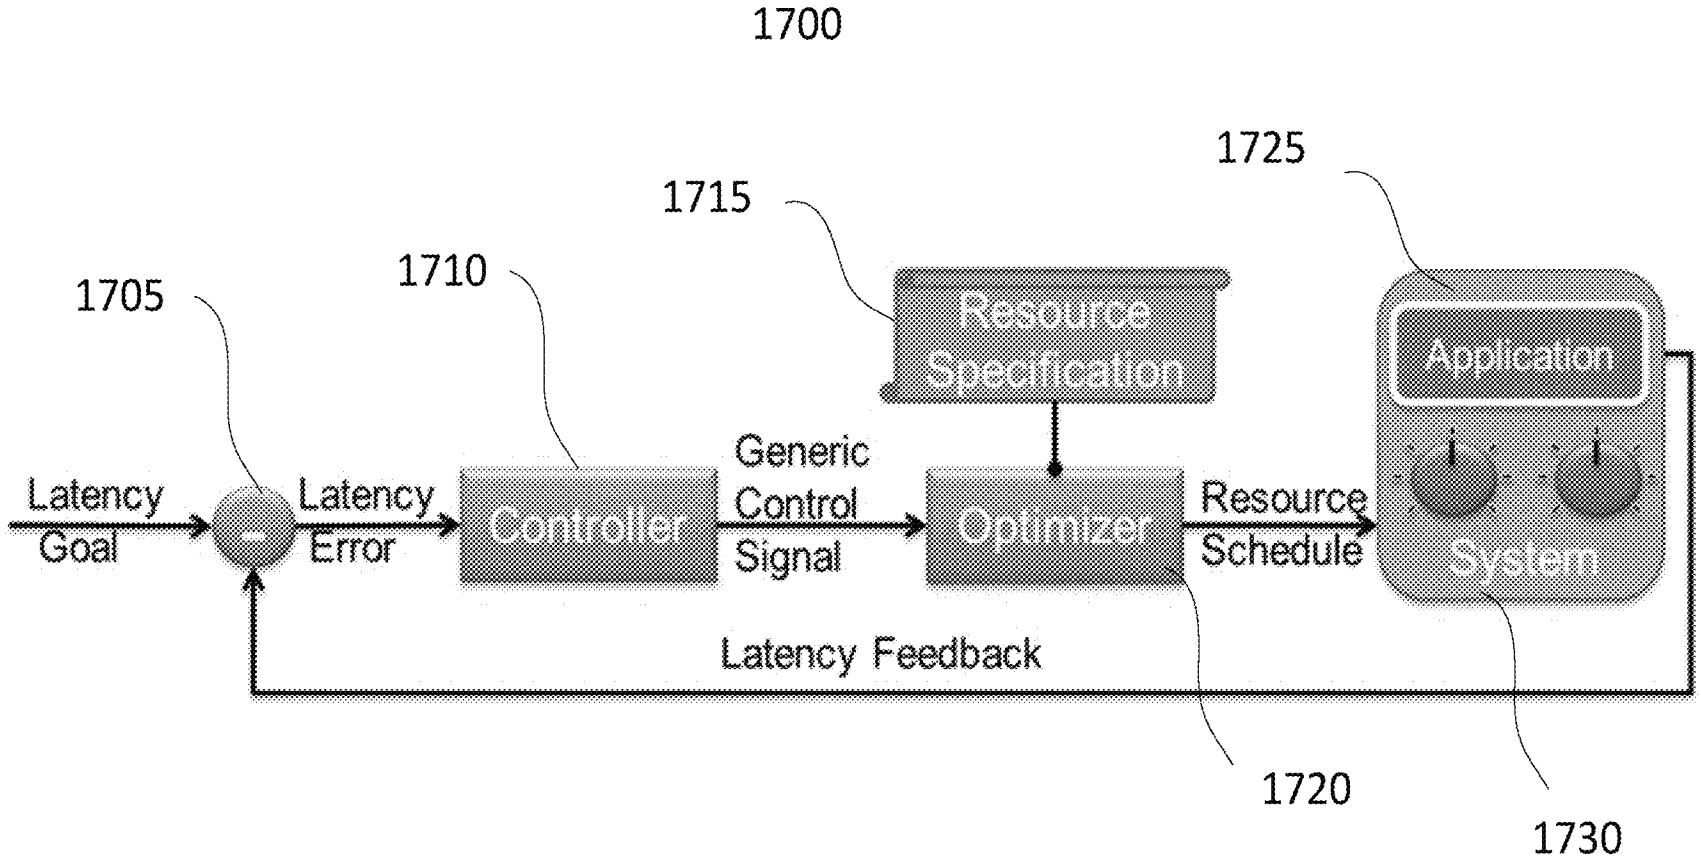 1700
1725
1715
1710
1705
Resource
Specification
Application
Latency
Goal
-
Latency
Error
Controller
Generic
Control
Signal
Optimizer
Resource
Schedule
System
Latency Feedback
1720
1730